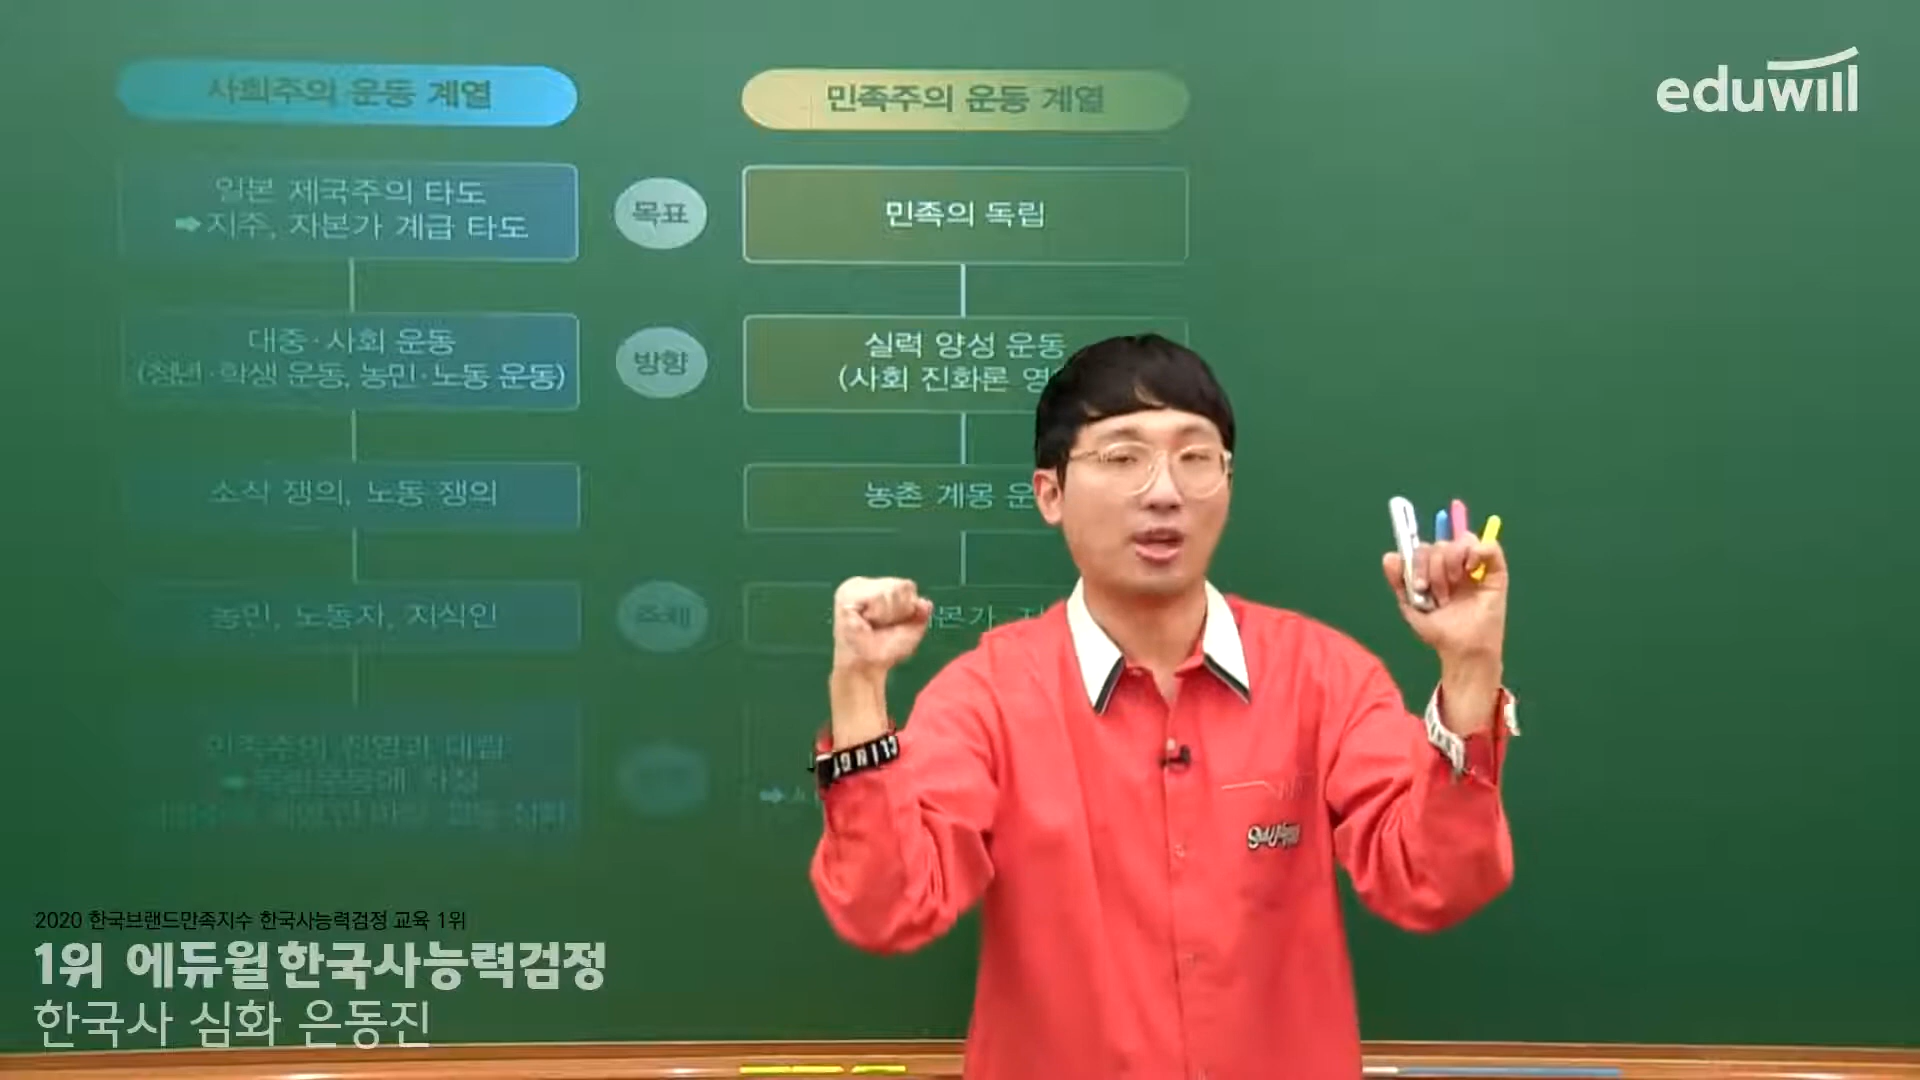 eduwill
사회주의 운동 계열
민족주의 운동 계열
일본 제국주의 타도
➡지주, 자본가 계급 타도
목표
민족의 독립
대중·사회 운동
(청년·학생 운동, 농민·노동 운동)
방향
실력 양성 운동
(사회 진화론
소작 쟁의, 노동 쟁의
농촌 계몽
농민, 노동자, 지식인
주체
2020 한국브랜드만족지수 한국사능력검정 교육 1위
1위 에듀윌 한국사능력검정
한국사 심화 은동진